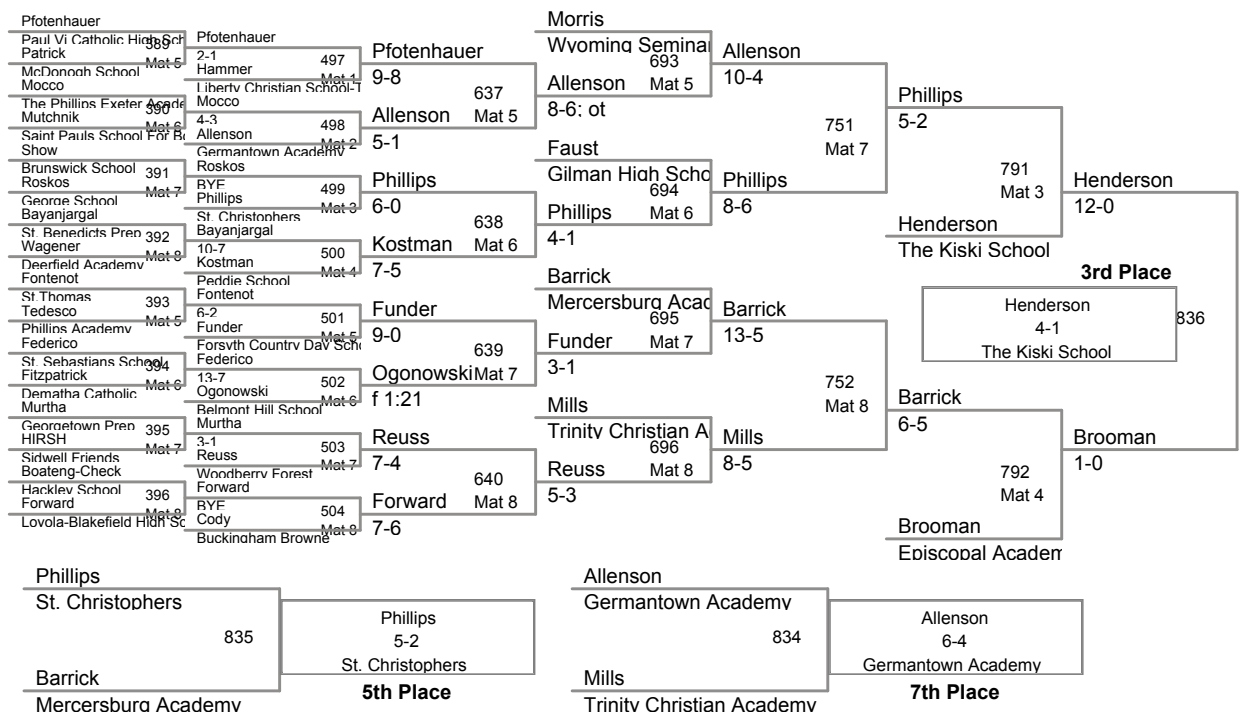 Pfotenhauer
Paul Vi Catholic High Sch
389
Patrick
Mat 5
McDonogh School
Mocco
The Phillips Exeter Acade
390
Mutchnik
Mat 6
Saint Pauls School For Bo
Show
Brunswick School
391
Roskos
Mat 7
George School
Bayanjargal
St. Benedicts Prep
392
Wagener
Mat 8
Deerfield Academy
Fontenot
St.Thomas
393
Tedesco
Mat 5
Phillips Academy
Federico
St. Sebastians School
394
Fitzpatrick
Mat 6
Dematha Catholic
Murtha
Georgetown Prep
395
HIRSH
Mat 7
Sidwell Friends
Boateng-Check
Hackley School
396
Forward
Mat 8
Loyola-Blakefield High Sc
Pfotenhauer
2-1
497
Hammer
Mat 1
Liberty Christian School-T
Mocco
4-3
498
Allenson
Mat 2
Germantown Academy
Roskos
BYE
499
Phillips
Mat 3
St. Christophers
Bayanjargal
10-7
500
Kostman
Mat 4
Peddie School
Fontenot
6-2
501
Funder
Mat 5
Forsyth Country Day Scho
Federico
13-7
502
Ogonowski
Mat 6
Belmont Hill School
Murtha
3-1
503
Reuss
Mat 7
Woodberry Forest
Forward
BYE
504
Cody
Mat 8
Buckingham Browne
Pfotenhauer
9-8
637
Mat 5
Allenson
5-1
Phillips
6-0
638
Mat 6
Kostman
7-5
Funder
9-0
639
Mat 7
Ogonowski
f 1:21
Reuss
7-4
640
Mat 8
Forward
7-6
Morris
Wyoming Seminar
693
Mat 5
Allenson
8-6; ot
Faust
Gilman High Scho
694
Mat 6
Phillips
4-1
Barrick
Mercersburg Acad
695
Mat 7
Funder
3-1
Mills
Trinity Christian A
696
Mat 8
Reuss
5-3
Allenson
10-4
751
Mat 7
Phillips
8-6
Barrick
13-5
752
Mat 8
Mills
8-5
Phillips
5-2
791
Mat 3
Henderson
The Kiski School
Barrick
6-5
792
Mat 4
Brooman
Episcopal Academ
Henderson
12-0
Brooman
1-0
3rd Place
Henderson
4-1
The Kiski School
836
Phillips
St. Christophers
835
Barrick
Mercersburg Academy
Phillips
5-2
St. Christophers
5th Place
Allenson
Germantown Academy
834
Mills
Trinity Christian Academy
Allenson
6-4
Germantown Academy
7th Place